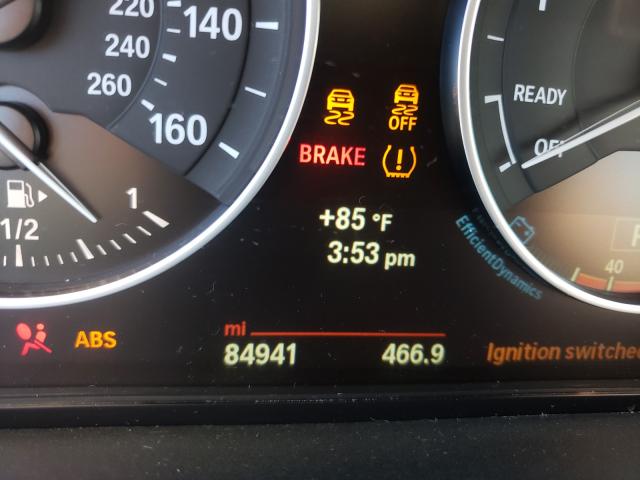 220
140
240
260
160
READY
OFF
OFF
BRAKE
1
1/2
+85 °F
3:53 pm
EfficientDynamics
40
ABS
mi
84941 466.9
Ignition switched